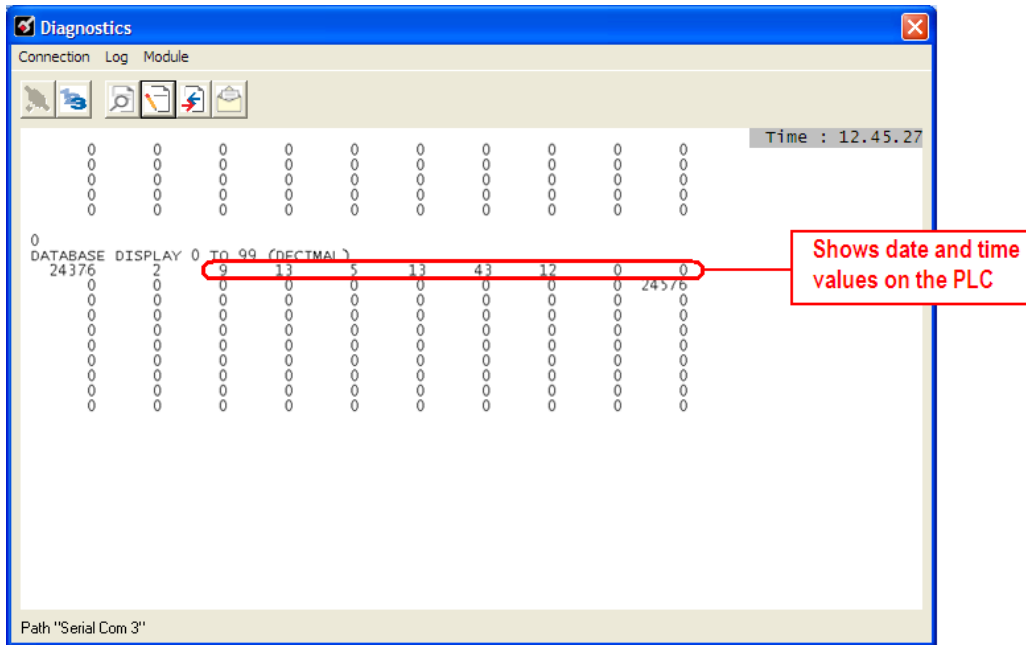 Diagnostics
Connection Log Module
Time : 12.45.27
0 0 0 0 0 0 0 0 0 0
0 0 0 0 0 0 0 0 0 0
0 0 0 0 0 0 0 0 0 0
0 0 0 0 0 0 0 0 0 0
0 0 0 0 0 0 0 0 0 0
0
DATABASE DISPLAY 0 TO 99 (DECIMAL)
24376 2 9 13 5 13 43 12 0 0
0 0 0 0 0 0 0 0 0 24576
0 0 0 0 0 0 0 0 0 0
0 0 0 0 0 0 0 0 0 0
0 0 0 0 0 0 0 0 0 0
0 0 0 0 0 0 0 0 0 0
0 0 0 0 0 0 0 0 0 0
0 0 0 0 0 0 0 0 0 0
0 0 0 0 0 0 0 0 0 0
0 0 0 0 0 0 0 0 0 0
Shows date and time
values on the PLC
Path "Serial Com 3"